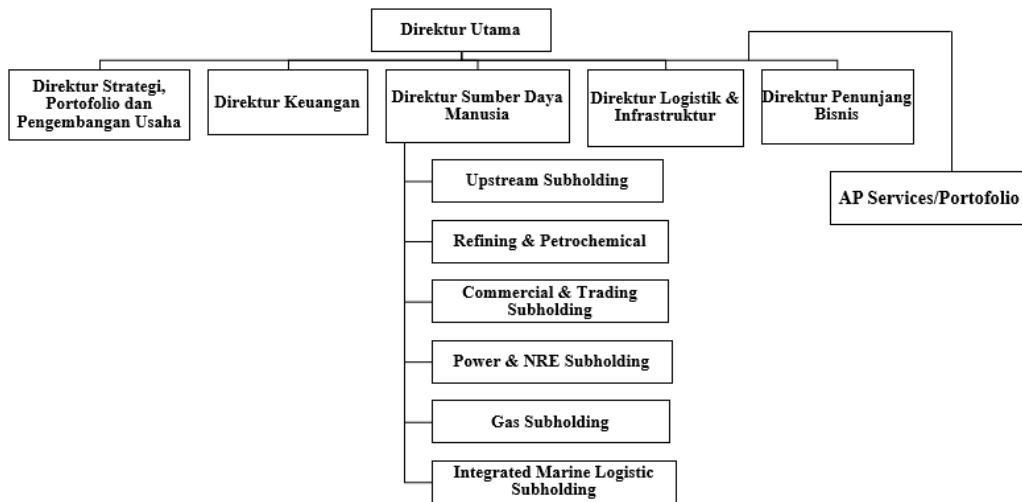 Direktur Utama
Direktur Strategi,
Portofolio dan
Pengembangan Usaha
Direktur Keuangan
Direktur Sumber Daya
Manusia
Direktur Logistik &
Infrastruktur
Direktur Penunjang
Bisnis
AP Services/Portofolio
Upstream Subholding
Refining & Petrochemical
Commercial & Trading
Subholding
Power & NRE Subholding
Gas Subholding
Integrated Marine Logistic
Subholding